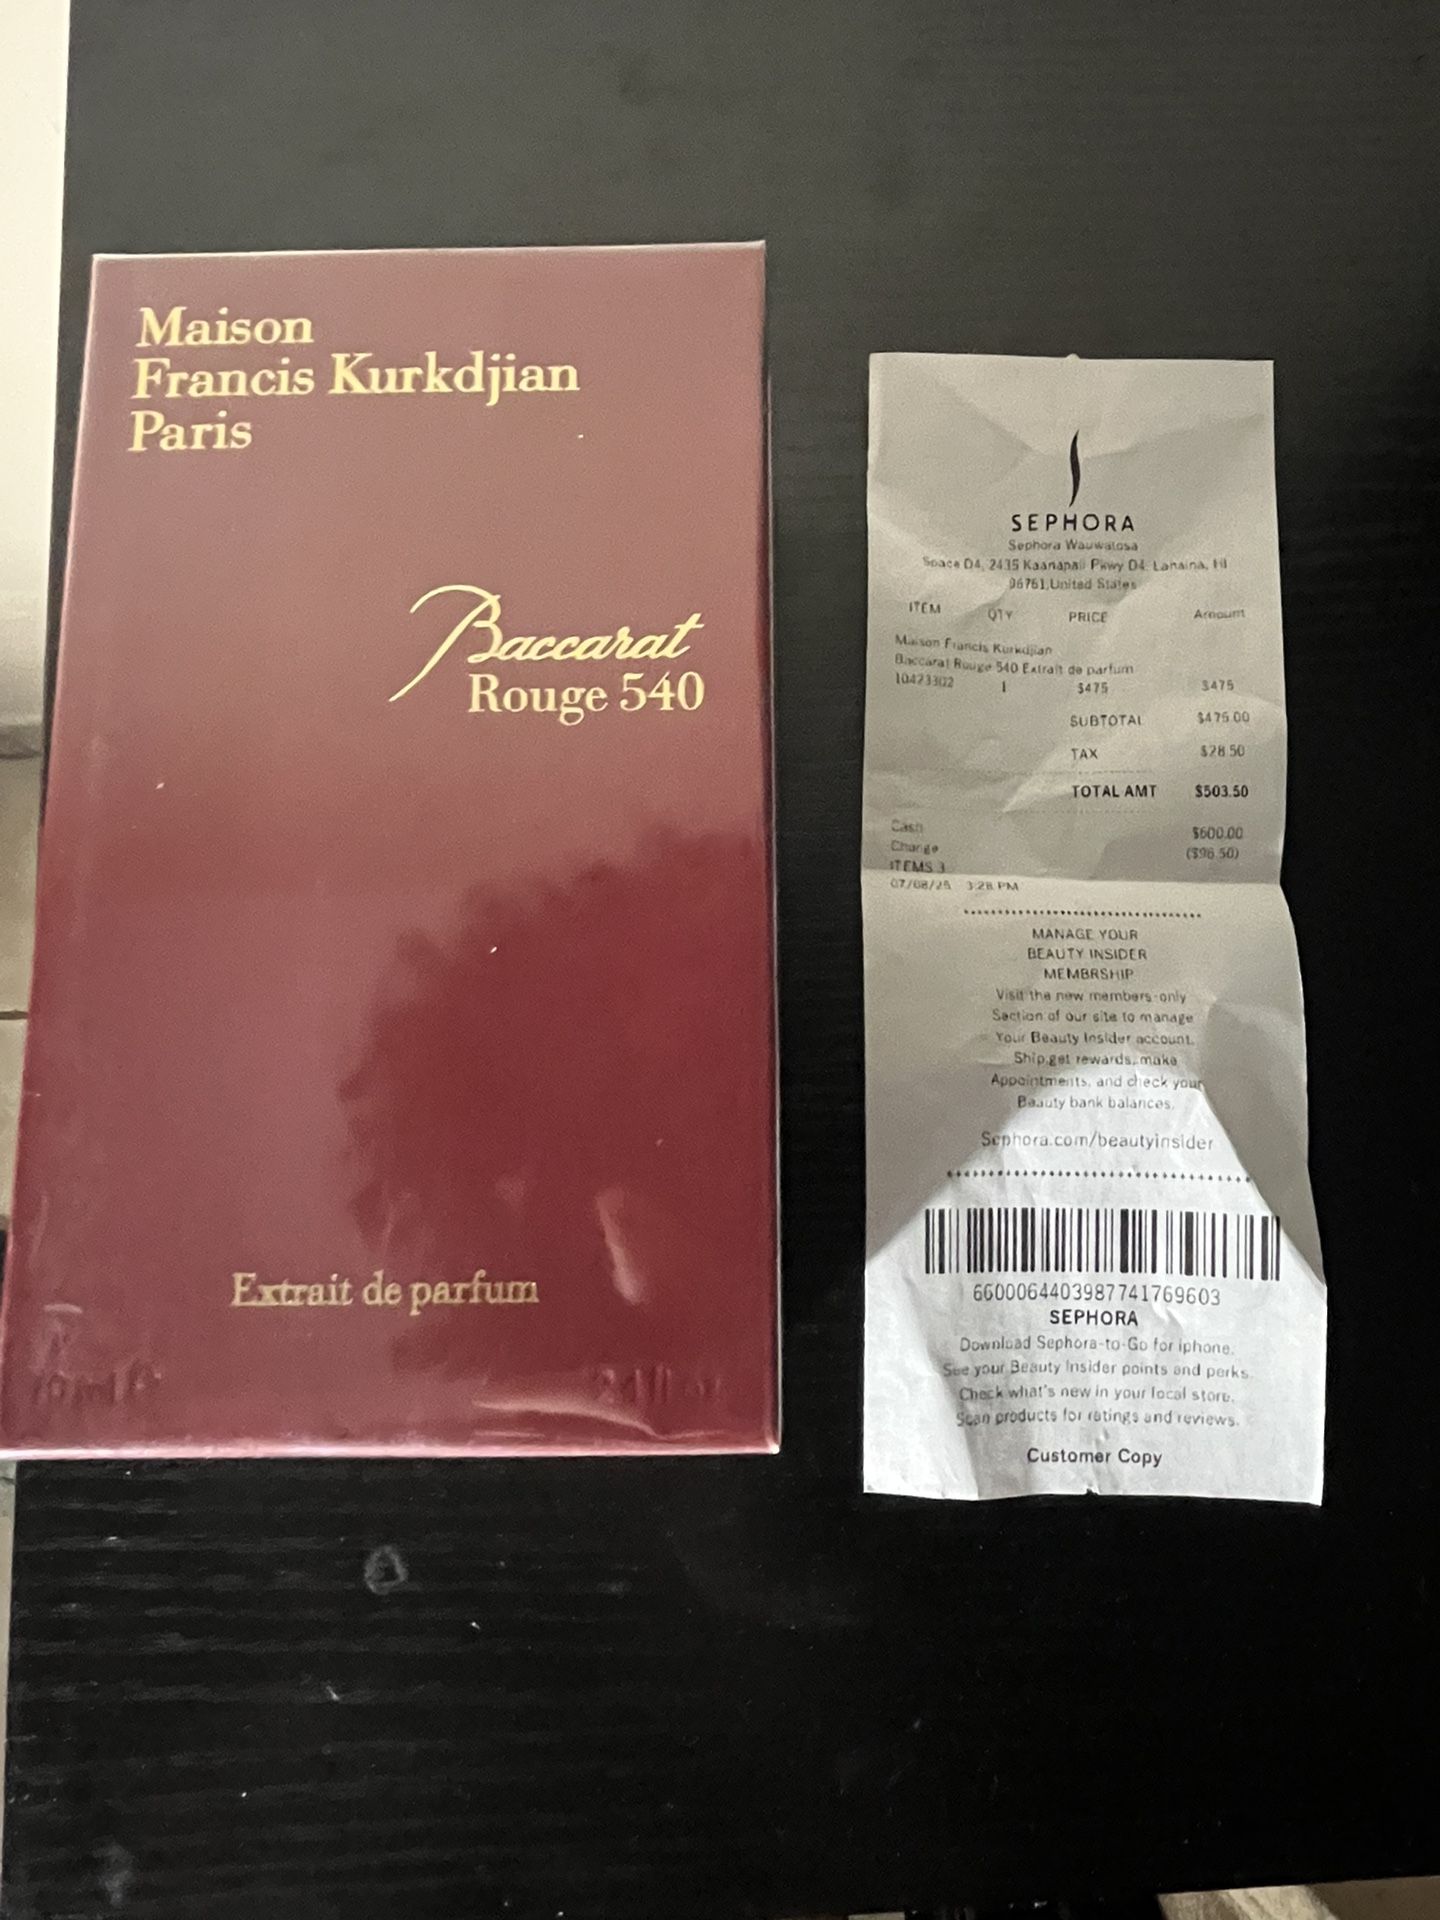 Maison
Francis Kurkdjian
Paris
Baccarat
Rouge 540
Extrait de parfum
SEPHORA
Sephora Wauwatosa
Space D4, 2435 Kaanapali Pkwy D4, Lahaina, HI
96761,United States
ITEM QTY PRICE Amount
Maison Francis Kurkdjian
Baccarat Rouge 540 Extrait de parfum
10423302 1 $475 $475
SUBTOTAL $475.00
TAX $28.50
TOTAL AMT $503.50
Cash $600.00
Change ($96.50)
ITEMS 3
07/08/25 3:28 PM
MANAGE YOUR
BEAUTY INSIDER
MEMBRSHIP
Visit the new members-only
Section of our site to manage
Your Beauty Insider account.
Ship,get rewards, make
Appointments, and check your
Beauty bank balances.
Sephora.com/beautyinsider
6600064403987741769603
SEPHORA
Download Sephora-to-Go for iphone.
See your Beauty Insider points and perks.
Check what's new in your local store.
Scan products for ratings and reviews.
Customer Copy